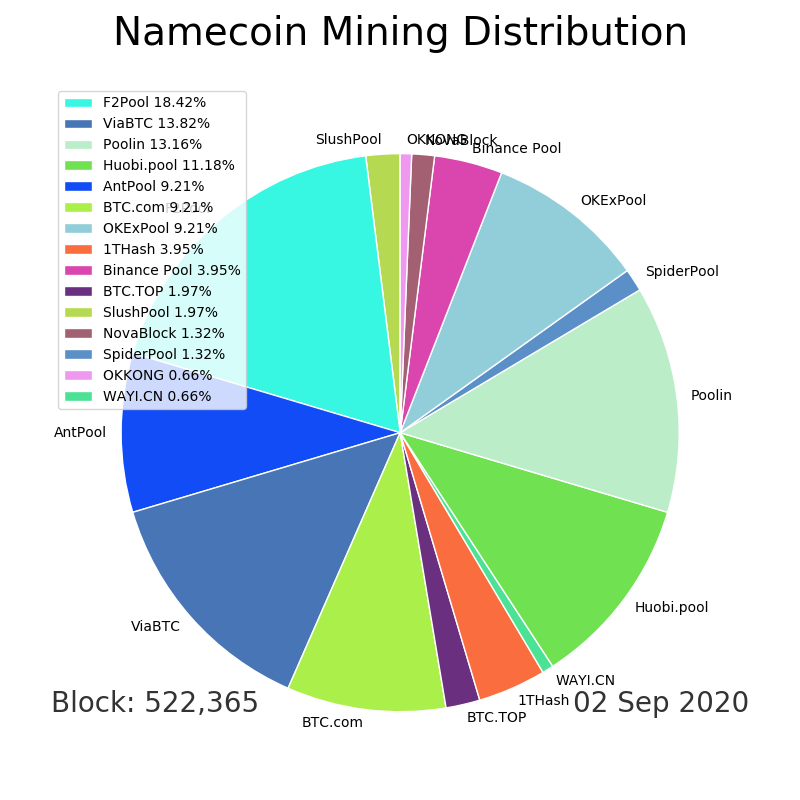 Namecoin Mining Distribution
F2Pool 18.42%
ViaBTC 13.82%
Poolin 13.16%
Huobi.pool 11.18%
AntPool 9.21%
BTC.com 9.21%
OKExPool 9.21%
1THash 3.95%
Binance Pool 3.95%
BTC.TOP 1.97%
SlushPool 1.97%
NovaBlock 1.32%
SpiderPool 1.32%
OKKONG 0.66%
WAYI.CN 0.66%
SlushPool
OKKONG
NovaBlock
Binance Pool
OKExPool
SpiderPool
Poolin
AntPool
Huobi.pool
ViaBTC
WAYI.CN
1THash
BTC.TOP
BTC.com
Block: 522,365
02 Sep 2020